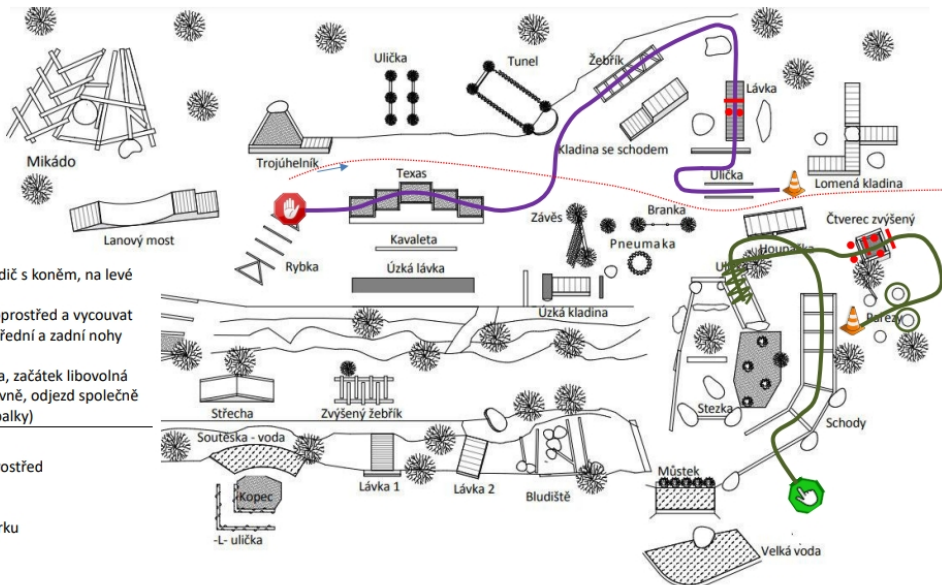 Ulička
Tunel
Žebřík
Lávka
Mikádo
Trojúhelník
Kladina se schodem
Ulička
Lomená kladina
Texas
Lanový most
Závěs
Branka
Čtverec zvýšený
Kavaleta
Pneumaka
Houpačka
Rybka
Úzká lávka
dič s koněm, na levé
Úzká kladina
Pařezy
prostřed a vycouvat
řední a zadní nohy
a, začátek libovolná
vně, odjezd společně
palky)
Střecha
Zvýšený žebřík
Stezka
Schody
Soutěska - voda
ostřed
Lávka 1
Lávka 2
Bludiště
Můstek
Kopec
-L- ulička
rku
Velká voda